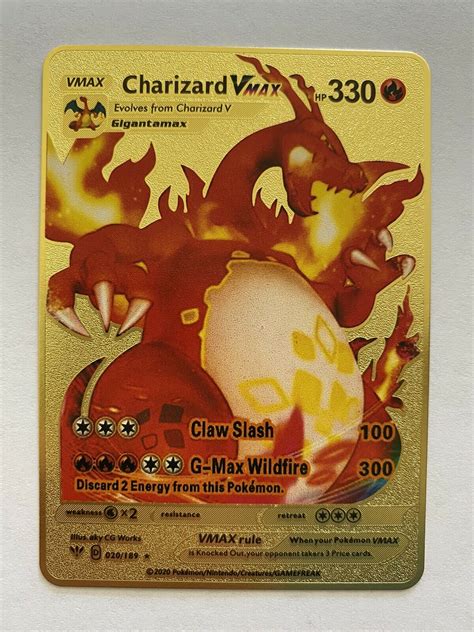 VMAX Charizard VMAX HP 330
Evolves from Charizard V
Gigantamax
Claw Slash 100
G-Max Wildfire 300
Discard 2 Energy from this Pokémon.
weakness x2 resistance retreat
Illus. aky CG Works VMAX rule When your Pokémon VMAX
D 020/189 is Knocked Out, your opponent takes 3 Prize cards.
©2020 Pokémon/Nintendo/Creatures/GAMEFREAK